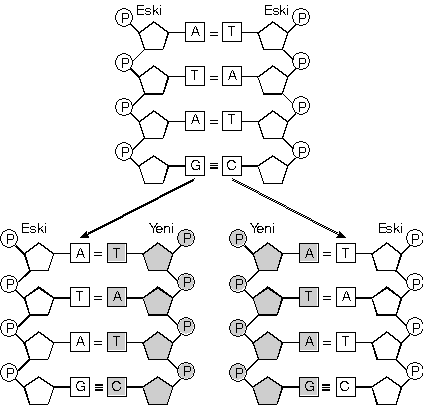 P Eski Eski P
A = T
P P
T = A
P P
A = T
P P
G ≡ C
Eski Yeni Yeni Eski
P A = T P P A = T P
P P P P
T = A T = A
P P P P
A = T A = T
P P P P
G ≡ C G ≡ C